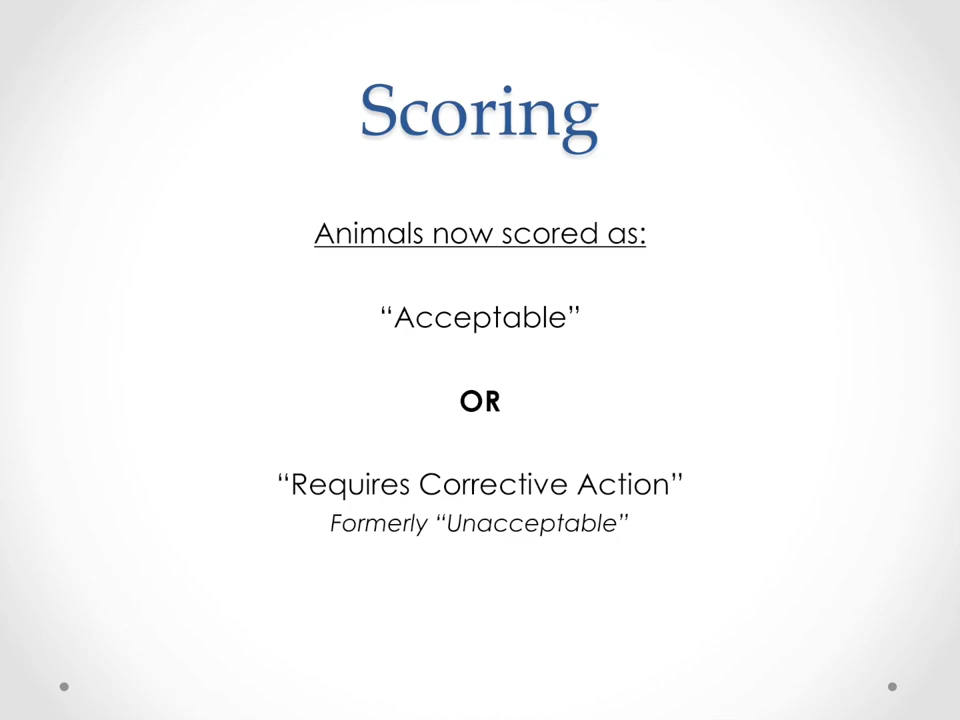 Scoring
Animals now scored as:
“Acceptable”
OR
“Requires Corrective Action”
Formerly “Unacceptable”